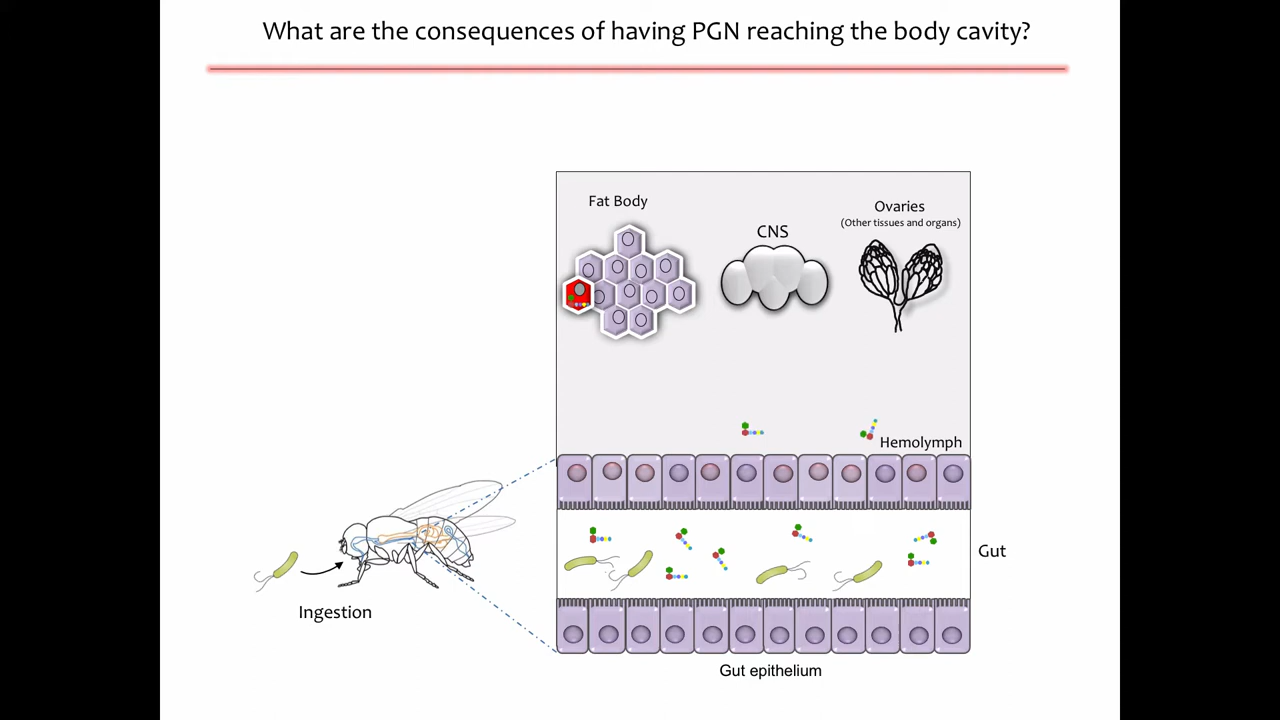 What are the consequences of having PGN reaching the body cavity?
Fat Body
CNS
Ovaries
(Other tissues and organs)
Hemolymph
Gut
Ingestion
Gut epithelium